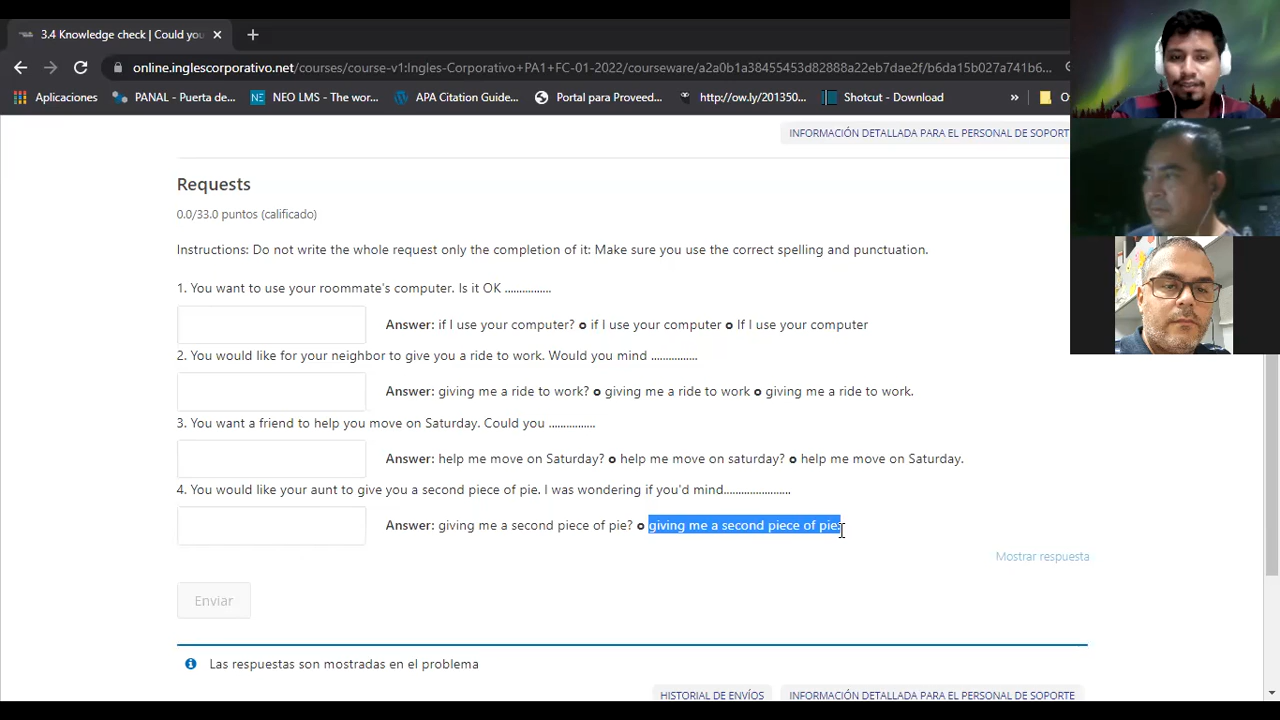 3.4 Knowledge check | Could you
online.inglescorporativo.net/courses/course-v1:Ingles-Co +PA1+FC-01-2022/courseware/a2a0b1a38455453d82888a22eb7dae2f/b6da15b027a741b6...
Aplicaciones PANAL - Puerta de... NEO LMS - The wor... APA Citation Guide... Portal para Proveed... http://ow.ly/201350... Shotcut - Download »
INFORMACIÓN DETALLADA PARA EL PERSONAL DE SOPORTE
Requests
0.0/33.0 puntos (calificado)
Instructions: Do not write the whole request only the completion of it: Make sure you use the correct spelling and punctuation.
1. You want to use your roommate's computer. Is it OK ...............
Answer: if I use your computer? o if I use your computer o If I use your computer
2. You would like for your neighbor to give you a ride to work. Would you mind ...............
Answer: giving me a ride to work? o giving me a ride to work o giving me a ride to work.
3. You want a friend to help you move on Saturday. Could you ...............
Answer: help me move on Saturday? o help me move on saturday? o help me move on Saturday.
4. You would like your aunt to give you a second piece of pie. I was wondering if you'd mind......................
Answer: giving me a second piece of pie? o giving me a second piece of pie.
Mostrar respuesta
Enviar
Las respuestas son mostradas en el problema
HISTORIAL DE ENVÍOS INFORMACIÓN DETALLADA PARA EL PERSONAL DE SOPORTE